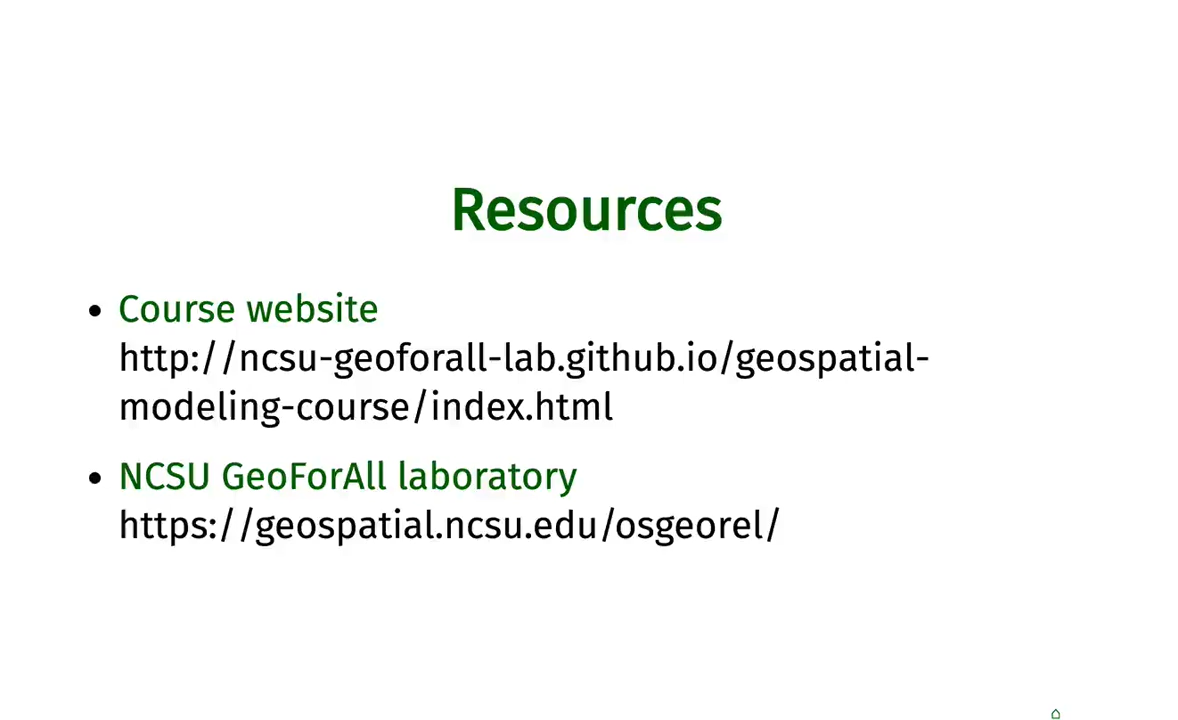 Resources
• Course website
http://ncsu-geoforall-lab.github.io/geospatial-
modeling-course/index.html
• NCSU GeoForAll laboratory
https://geospatial.ncsu.edu/osgeorel/